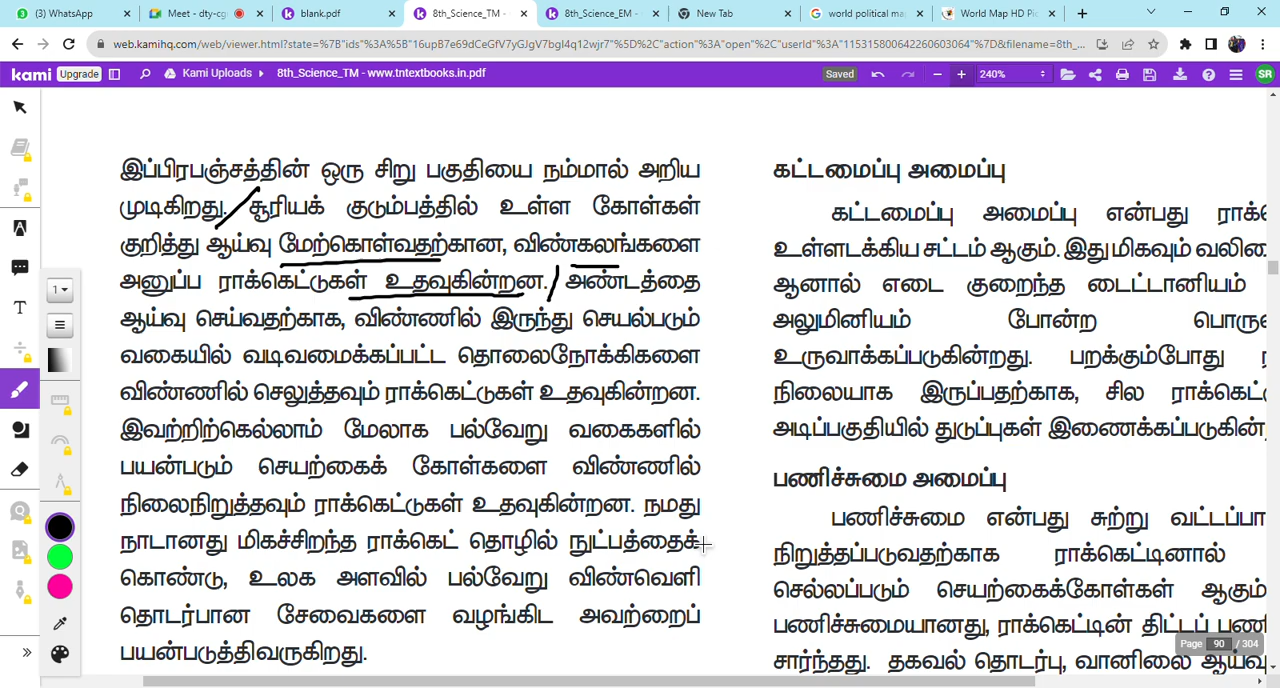 (3) WhatsApp
Meet - dty-cg
blank.pdf
8th_Science_TM -
8th_Science_EM -
New Tab
world political ma
World Map HD Pic
web.kamihq.com/web/viewer.html?state=%7B"ids"%3A%5B"16upB7e69dCeGfV7yGJgV7bgI4q12wjr7"%5D%2C"action"%3A"open"%2C"userId"%3A"115315800642260603064"%7D&filename=8th_...
kami Upgrade Kami Uploads 8th_Science_TM - www.tntextbooks.in.pdf Saved 240% SR
இப்பிரபஞ்சத்தின் ஒரு சிறு பகுதியை நம்மால் அறிய
முடிகிறது. சூரியக் குடும்பத்தில் உள்ள கோள்கள்
குறித்து ஆய்வு மேற்கொள்வதற்கான, விண்கலங்களை
அனுப்ப ராக்கெட்டுகள் உதவுகின்றன. அண்டத்தை
ஆய்வு செய்வதற்காக, விண்ணில் இருந்து செயல்படும்
வகையில் வடிவமைக்கப்பட்ட தொலைநோக்கிகளை
விண்ணில் செலுத்தவும் ராக்கெட்டுகள் உதவுகின்றன.
இவற்றிற்கெல்லாம் மேலாக பல்வேறு வகைகளில்
பயன்படும் செயற்கைக் கோள்களை விண்ணில்
நிலைநிறுத்தவும் ராக்கெட்டுகள் உதவுகின்றன. நமது
நாடானது மிகச்சிறந்த ராக்கெட் தொழில் நுட்பத்தைக்
கொண்டு, உலக அளவில் பல்வேறு விண்வெளி
தொடர்பான சேவைகளை வழங்கிட அவற்றைப்
பயன்படுத்திவருகிறது.
கட்டமைப்பு அமைப்பு
கட்டமைப்பு அமைப்பு என்பது
உள்ளடக்கிய சட்டம் ஆகும். இது மிகவும்
ஆனால் எடை குறைந்த டைட்டானியம்
அலுமினியம் போன்ற
உருவாக்கப்படுகின்றது. பறக்கும்போது
நிலையாக இருப்பதற்காக, சில
அடிப்பகுதியில் துடுப்புகள்
பணிச்சுமை அமைப்பு
பணிச்சுமை என்பது சுற்று
நிறுத்தப்படுவதற்காக ராக்கெட்டினால்
செல்லப்படும் செயற்கைக்கோள்கள் ஆகும்
பணிச்சுமையானது, ராக்கெட்டின் திட்டப்
சார்ந்தது. தகவல் தொடர்பு, வானிலை
1
T
Page 90 / 304